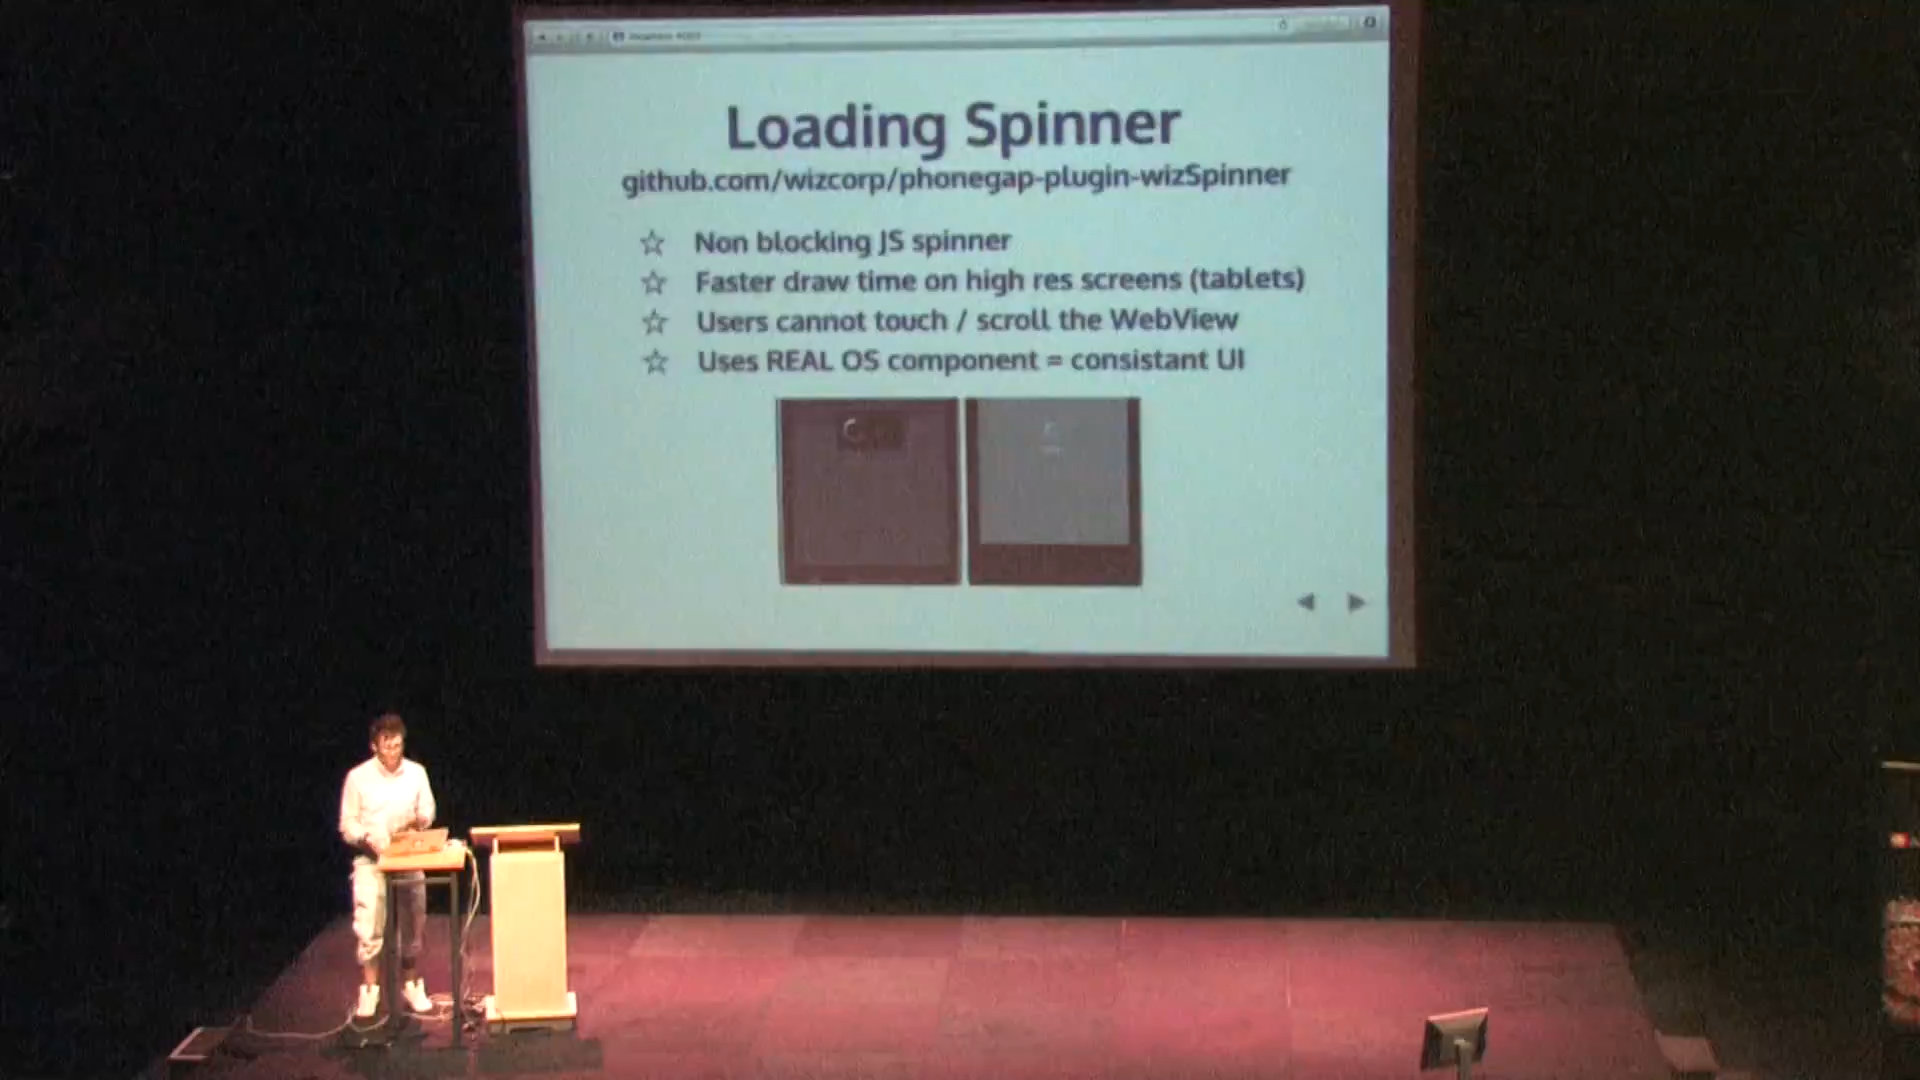 Loading Spinner
github.com/wizcorp/phonegap-plugin-wizSpinner
☆ Non blocking JS spinner
☆ Faster draw time on high res screens (tablets)
☆ Users cannot touch / scroll the WebView
☆ Uses REAL OS component = consistant UI